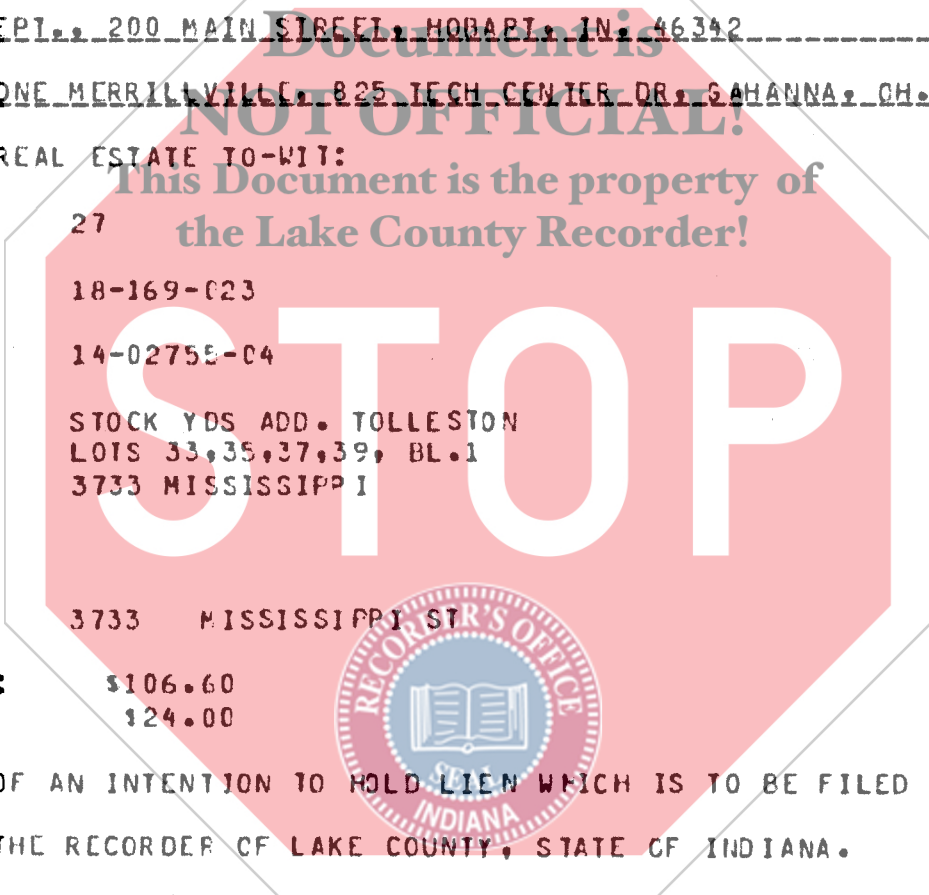 EPT., 200 MAIN STREET, HOBART, IN. 46342
Document is
ONE MERRILLVILLE, 825 TECH CENTER DR. GAHANNA, OH.
NOT OFFICIAL!
REAL ESTATE TO-WIT:
This Document is the property of
27
the Lake County Recorder!
18-169-023
14-02755-04
STOP
STOCK YDS ADD. TOLLESTON
LOTS 33,35,37,39, BL.1
3733 MISSISSIPPI
3733 MISSISSIPPI ST
RECORDER'S OFFICE
: $106.60
$24.00
SEAL
OF AN INTENTION TO HOLD LIEN WHICH IS TO BE FILED
INDIANA
THE RECORDER OF LAKE COUNTY, STATE OF INDIANA.